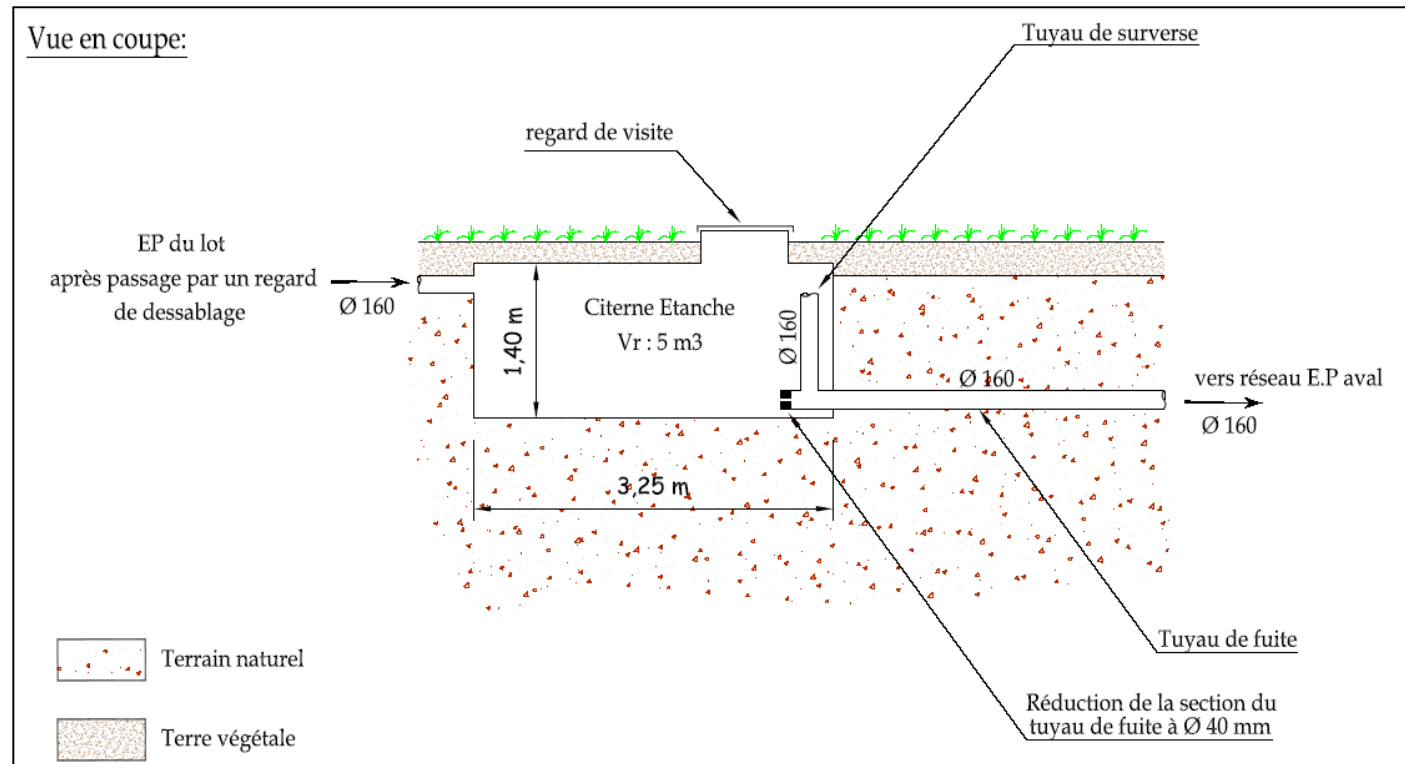 Vue en coupe:
Tuyau de surverse
regard de visite
EP du lot
après passage par un regard
de dessablage
Ø 160
1,40 m
Citerne Etanche
Vr : 5 m3
Ø 160
Ø 160
vers réseau E.P aval
Ø 160
3,25 m
Tuyau de fuite
Réduction de la section du
tuyau de fuite à Ø 40 mm
Terrain naturel
Terre végétale